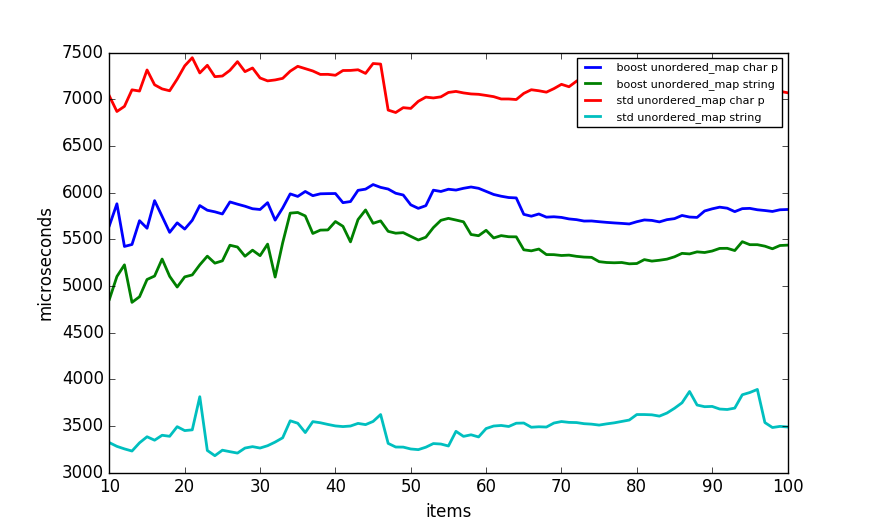 7500
7000
6500
6000
5500
5000
4500
4000
3500
3000
microseconds
boost unordered_map char p
boost unordered_map string
std unordered_map char p
std unordered_map string
10 20 30 40 50 60 70 80 90 100
items